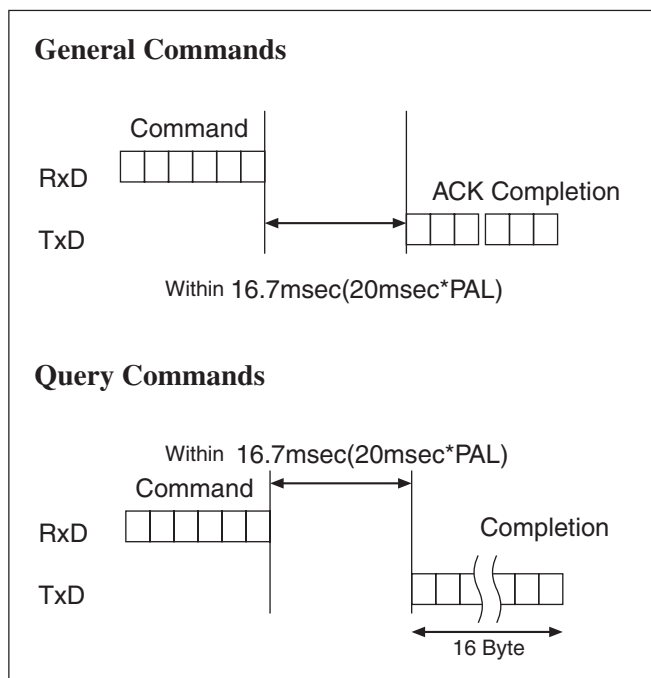 General Commands
Command
RxD
ACK Completion
TxD
Within 16.7msec(20msec*PAL)
Query Commands
Within 16.7msec(20msec*PAL)
Command
RxD
Completion
TxD
16 Byte